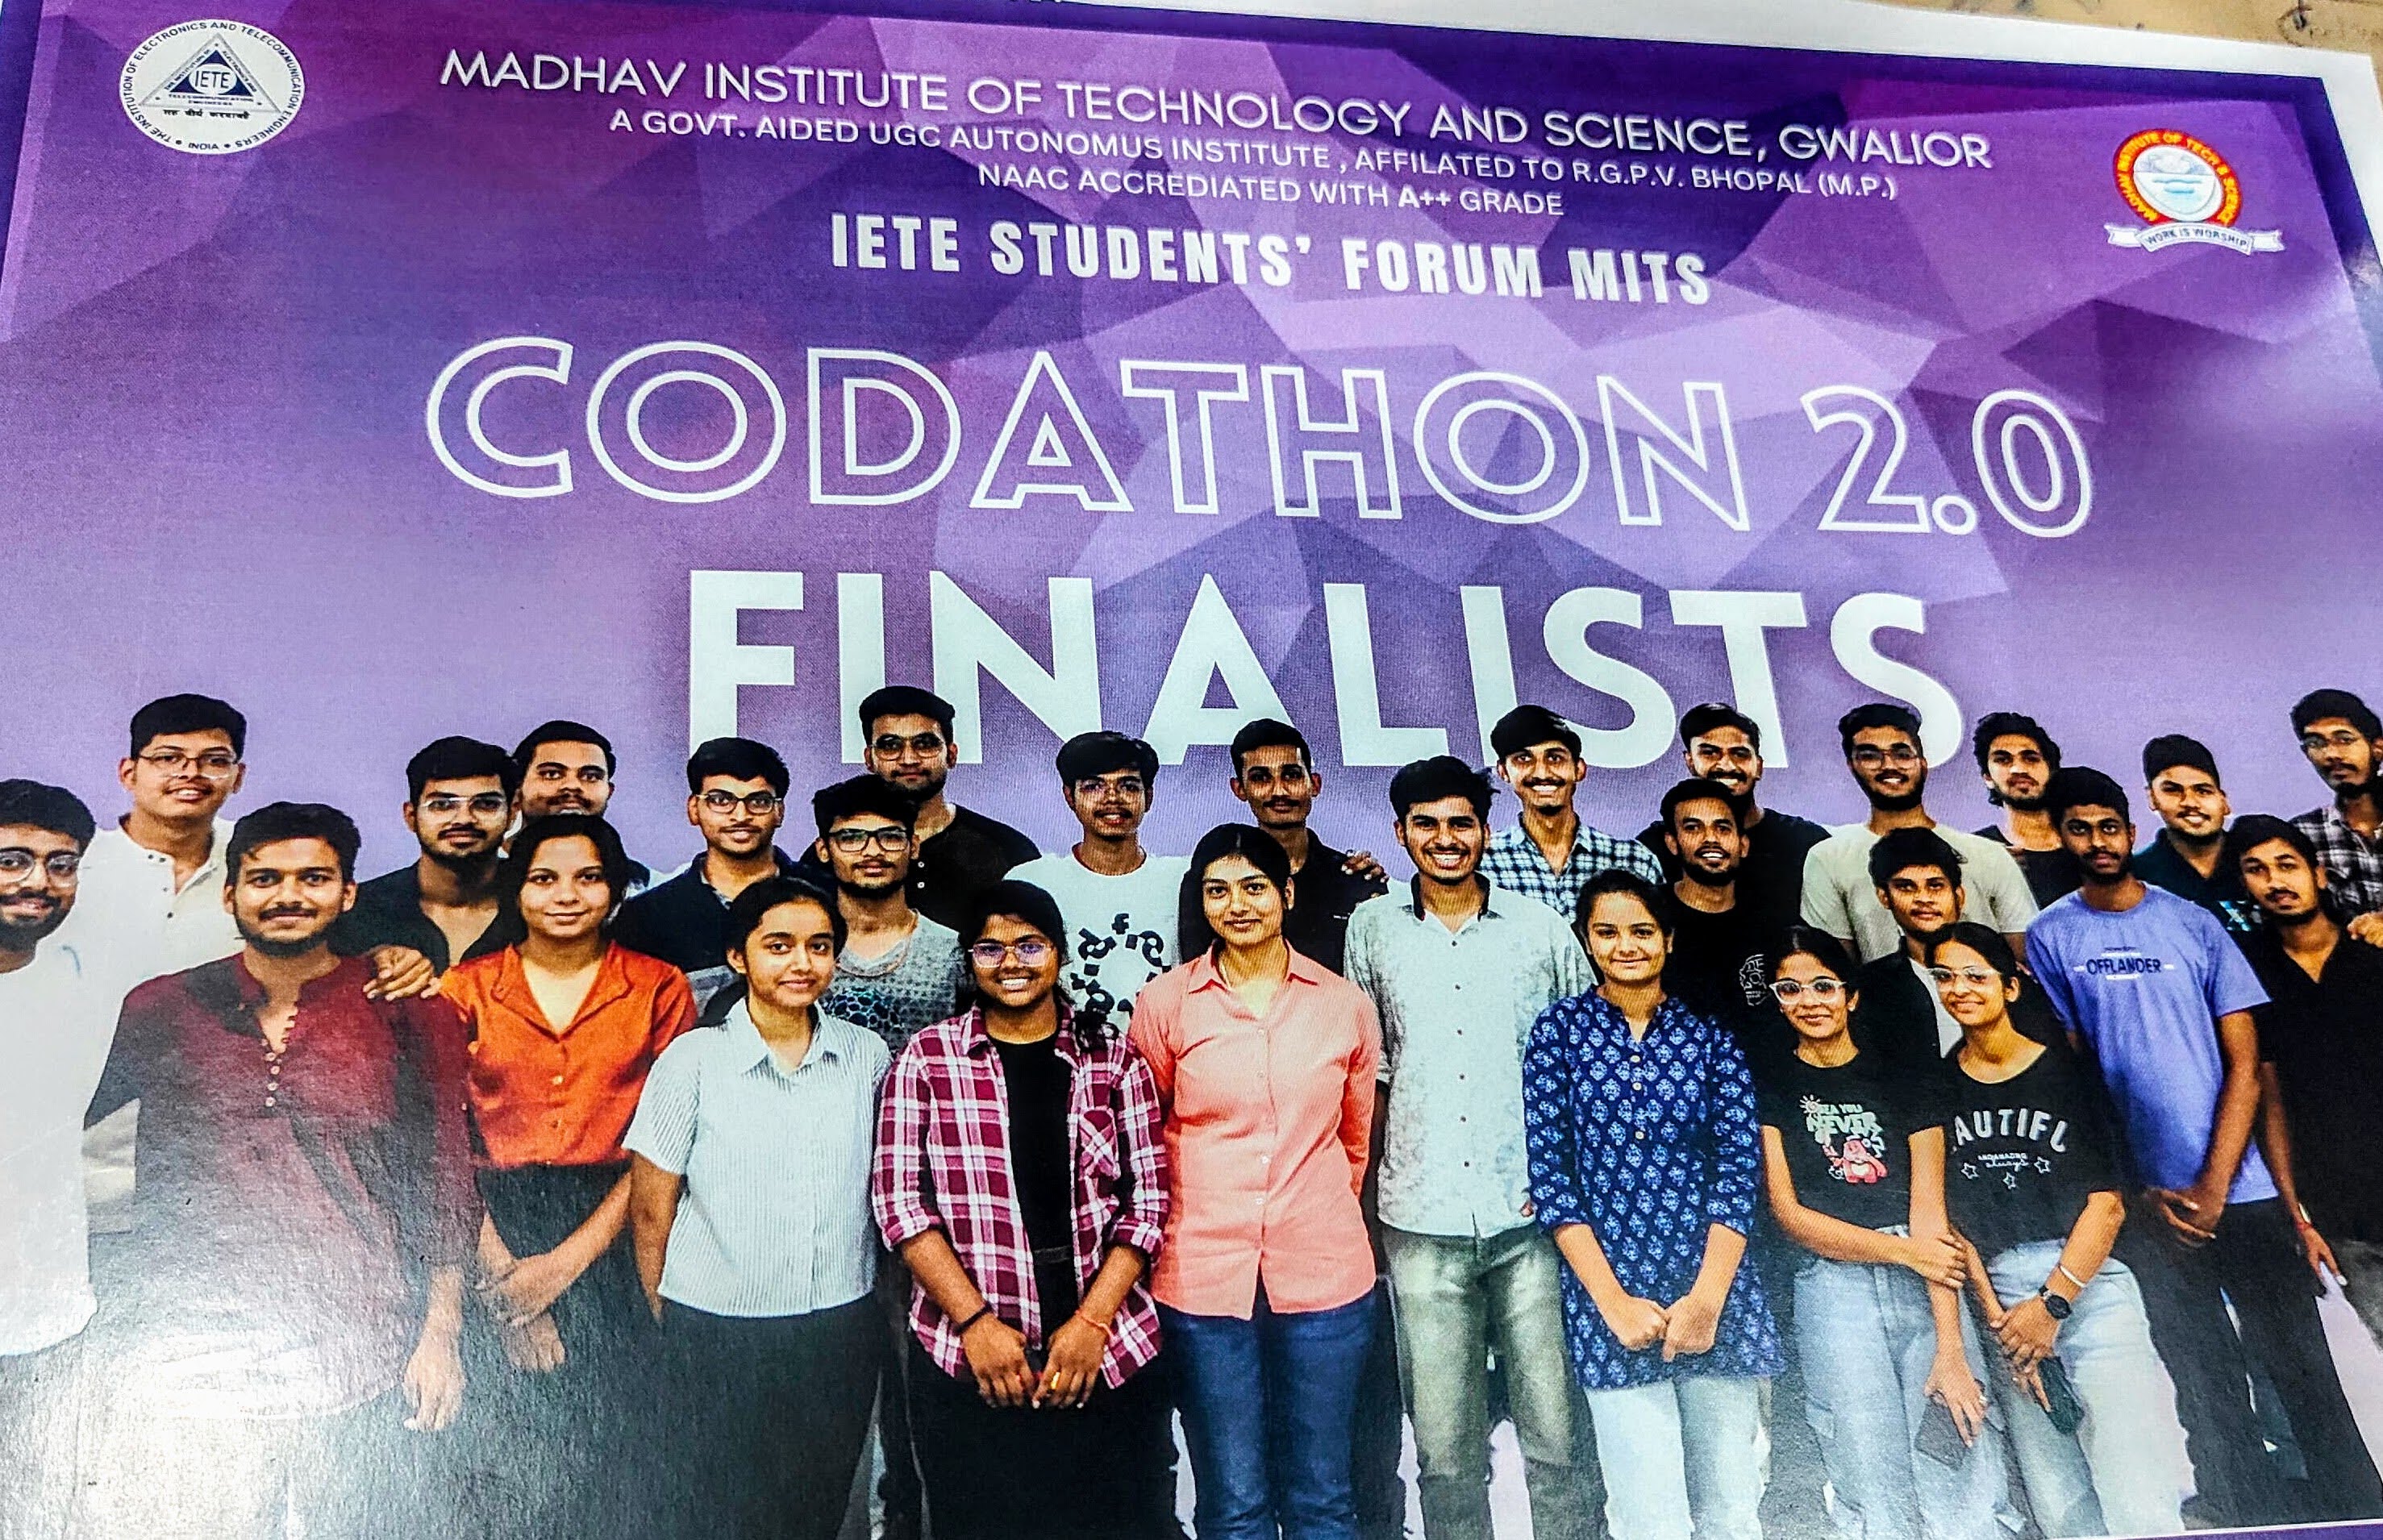 THE INSTITUTION OF ELECTRONICS AND TELECOMMUNICATION ENGINEERS • INDIA •
IETE
MADHAV INSTITUTE OF TECHNOLOGY AND SCIENCE, GWALIOR
A GOVT. AIDED UGC AUTONOMUS INSTITUTE , AFFILATED TO R.G.P.V. BHOPAL (M.P.)
NAAC ACCREDIATED WITH A++ GRADE
MADHAV INSTITUTE OF TECH & SCIENCE
WORK IS WORSHIP
IETE STUDENTS' FORUM MITS
CODATHON 2.0
FINALISTS
OFFLANDER
NEVER
AUTIFU
always